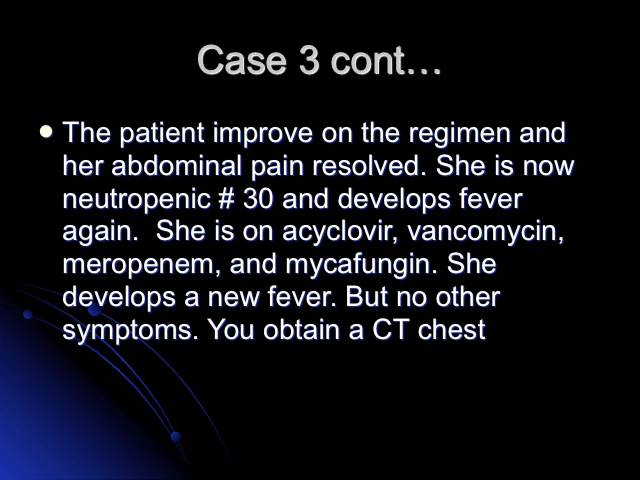 Case 3 cont…
The patient improve on the regimen and
her abdominal pain resolved. She is now
neutropenic # 30 and develops fever
again.  She is on acyclovir, vancomycin,
meropenem, and mycafungin. She
develops a new fever. But no other
symptoms. You obtain a CT chest